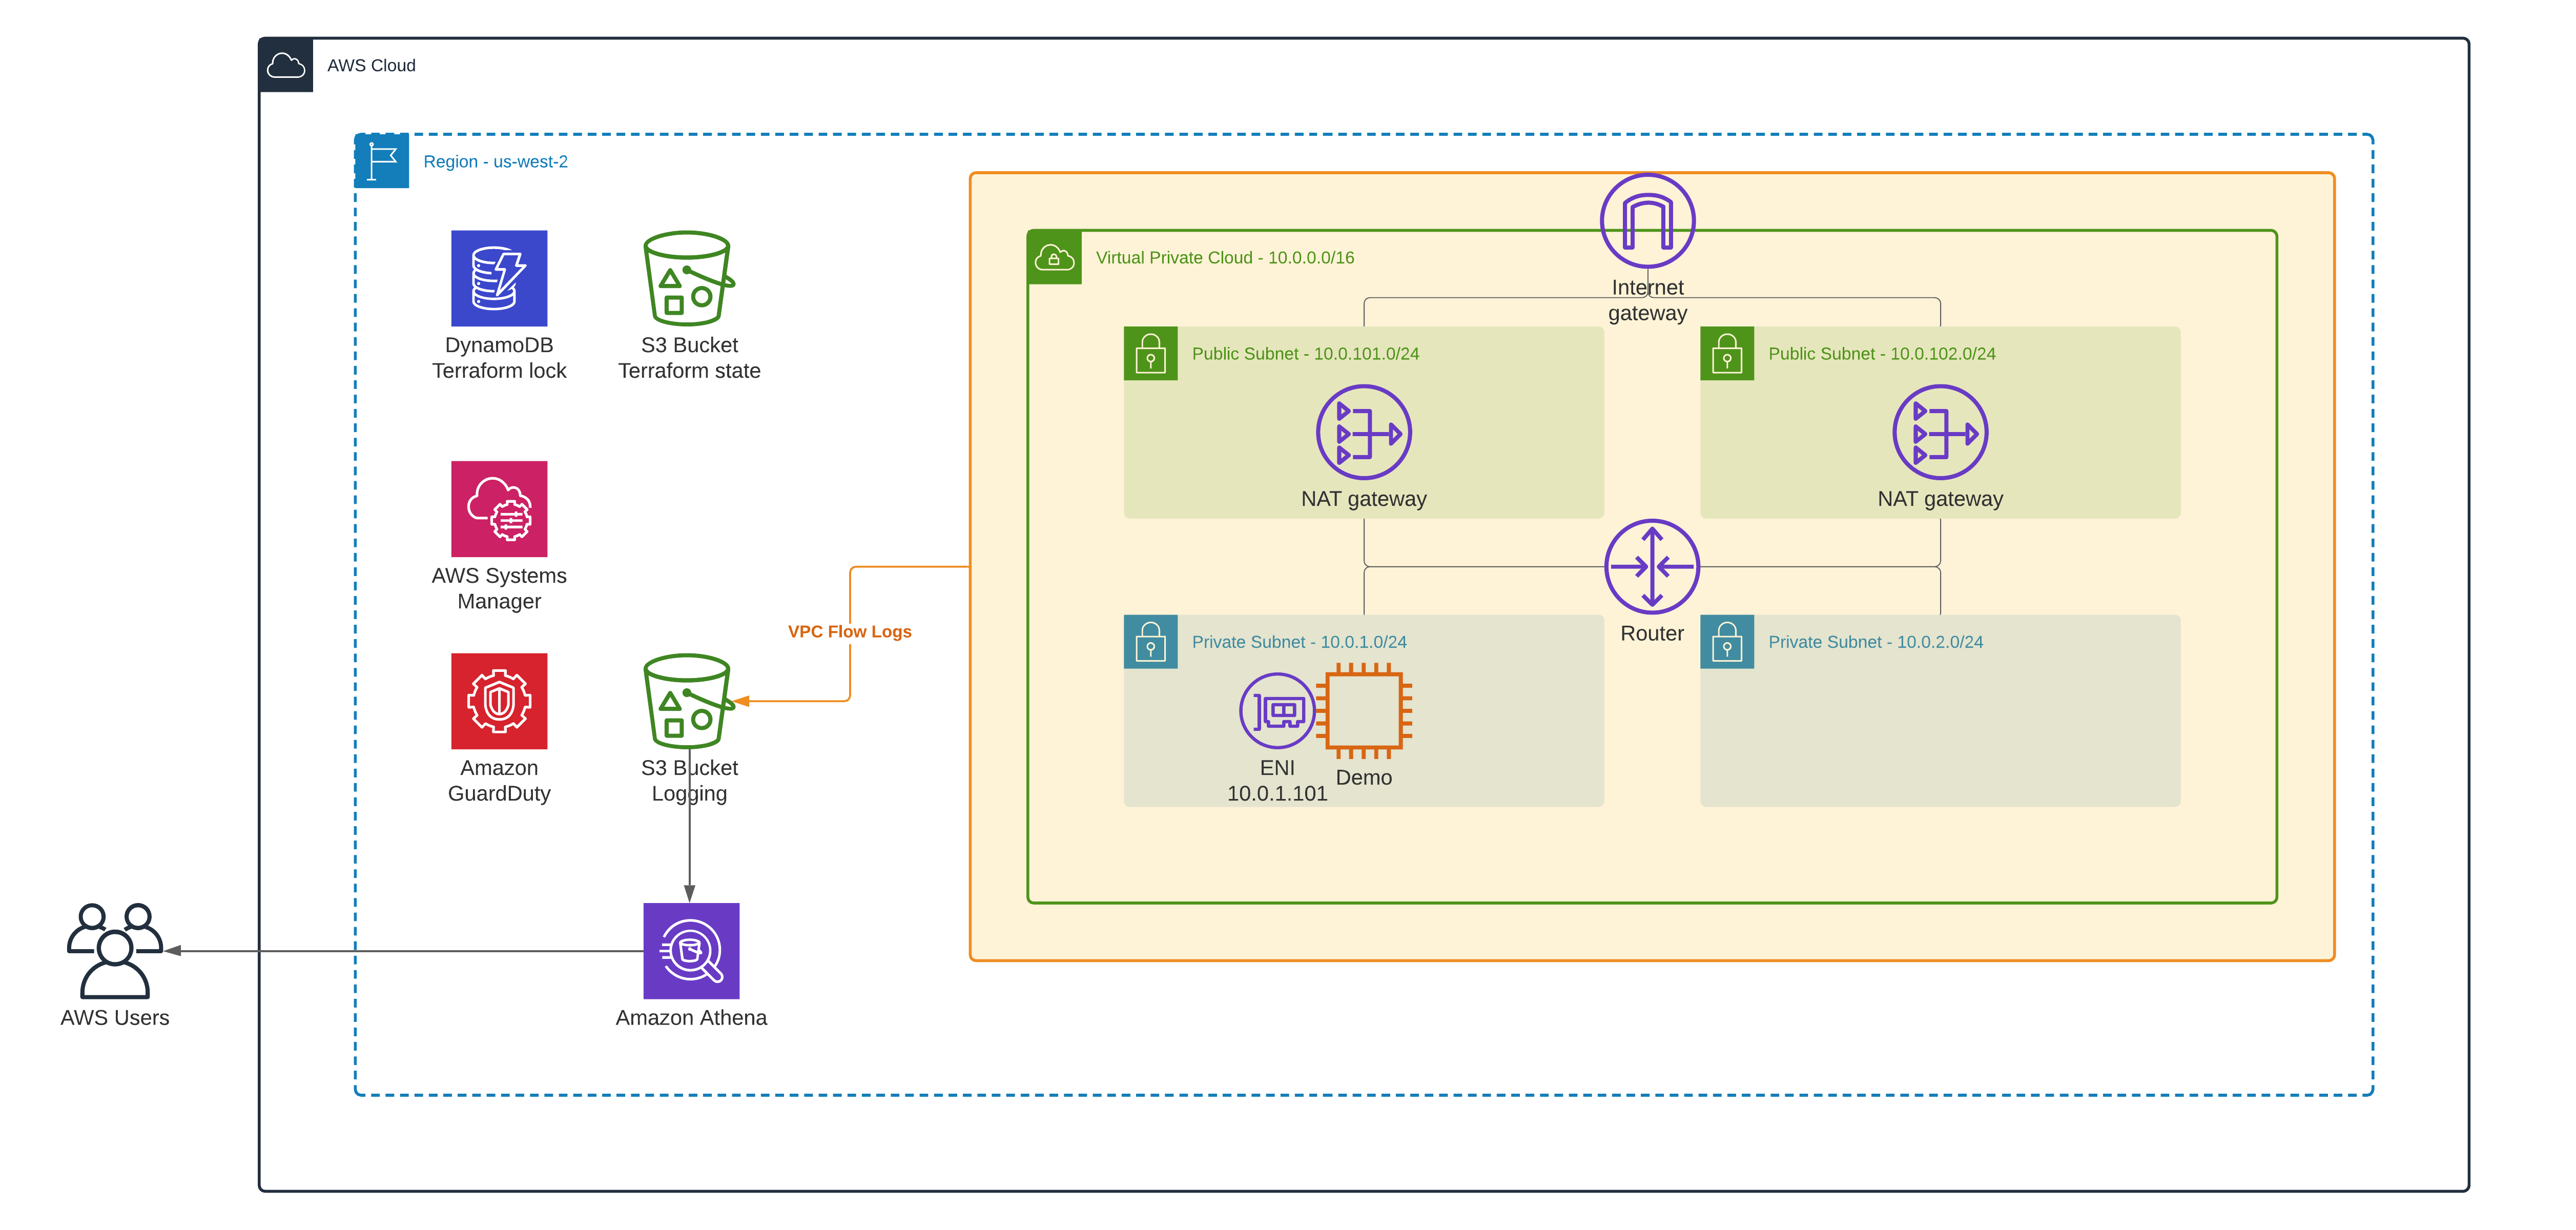 AWS Cloud
Region - us-west-2
DynamoDB
Terraform lock
S3 Bucket
Terraform state
AWS Systems
Manager
Amazon
GuardDuty
S3 Bucket
Logging
VPC Flow Logs
Amazon Athena
AWS Users
Virtual Private Cloud - 10.0.0.0/16
Internet
gateway
Public Subnet - 10.0.101.0/24
NAT gateway
Public Subnet - 10.0.102.0/24
NAT gateway
Router
Private Subnet - 10.0.1.0/24
ENI
10.0.1.101
Demo
Private Subnet - 10.0.2.0/24